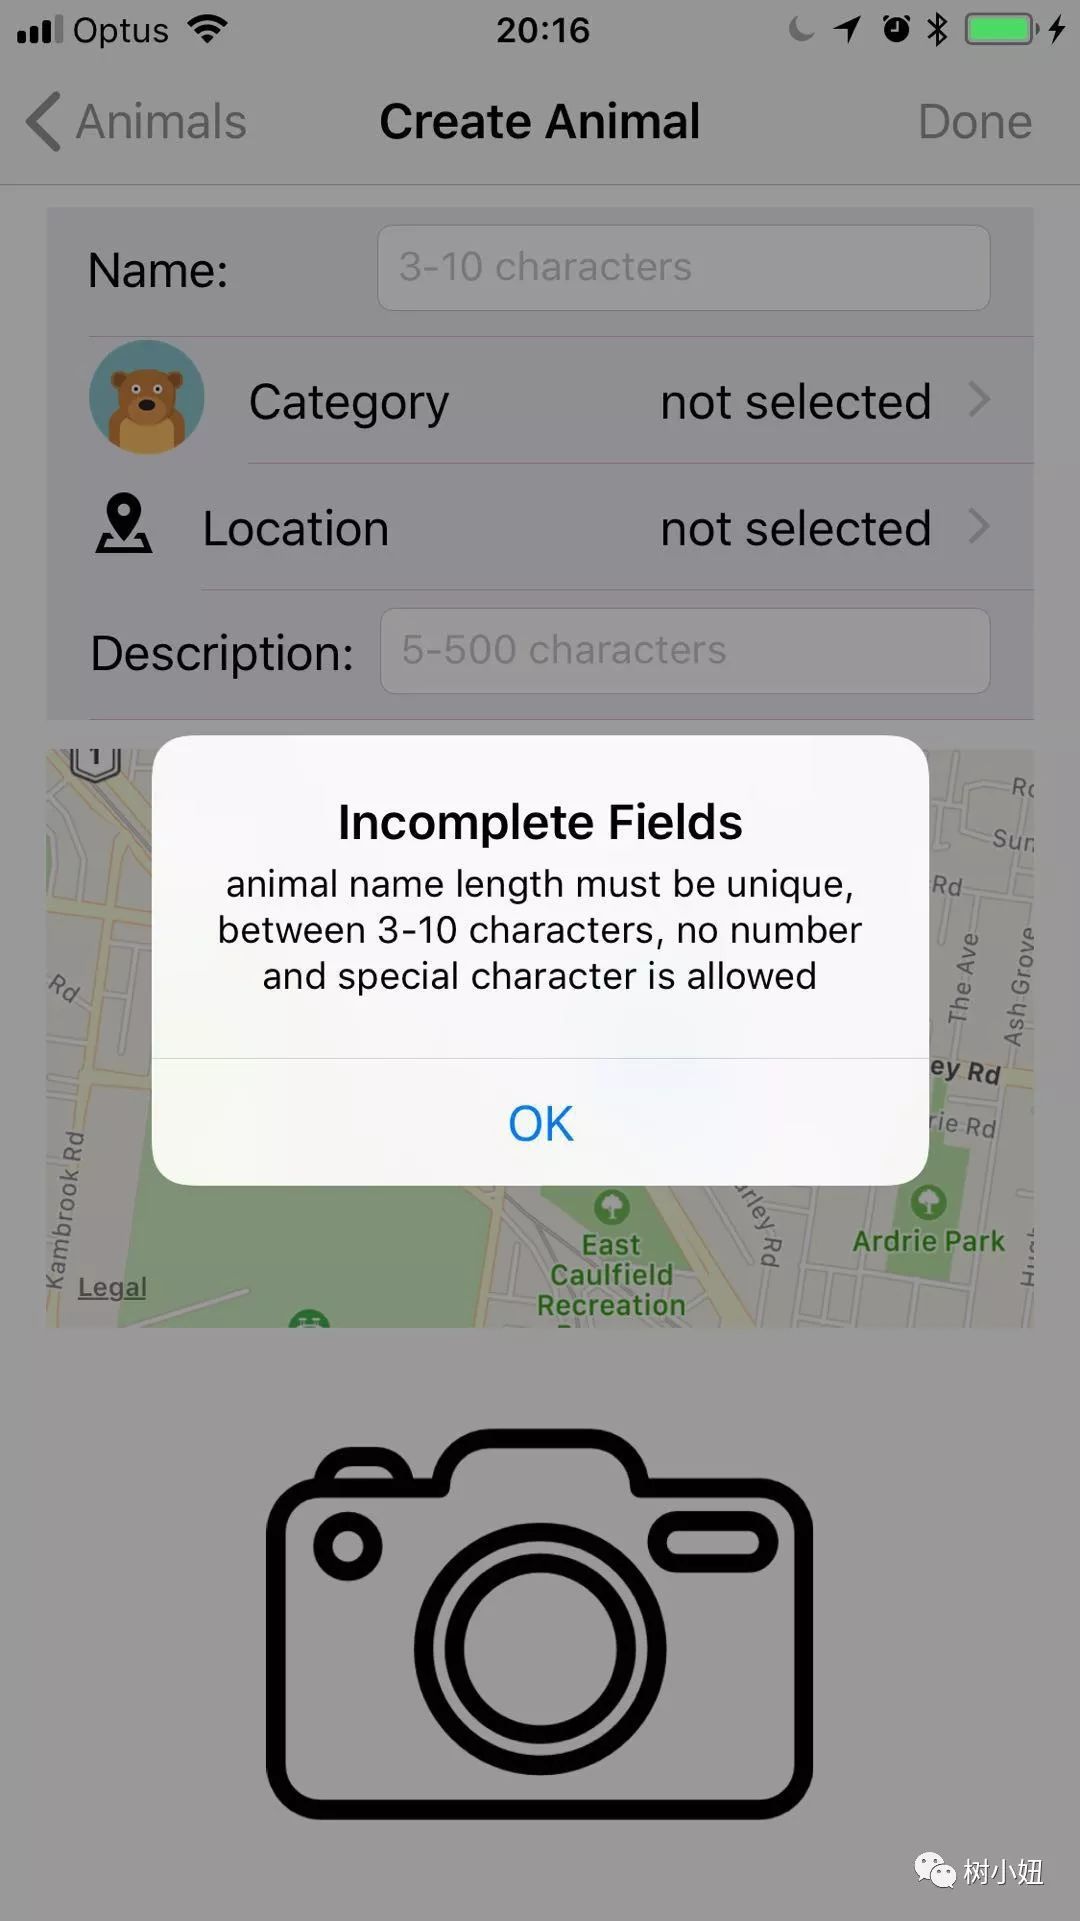 Optus 20:16
Animals Create Animal Done
Name: 3-10 characters
Category not selected
Location not selected
Description: 5-500 characters
1
Incomplete Fields
animal name length must be unique,
between 3-10 characters, no number
and special character is allowed
OK
Rd
Kambrook Rd
Legal
Rd
The Ave
Ash Grove
ey Rd
rie Rd
urley Rd
East
Caulfield
Recreation
Ardrie Park
树小妞